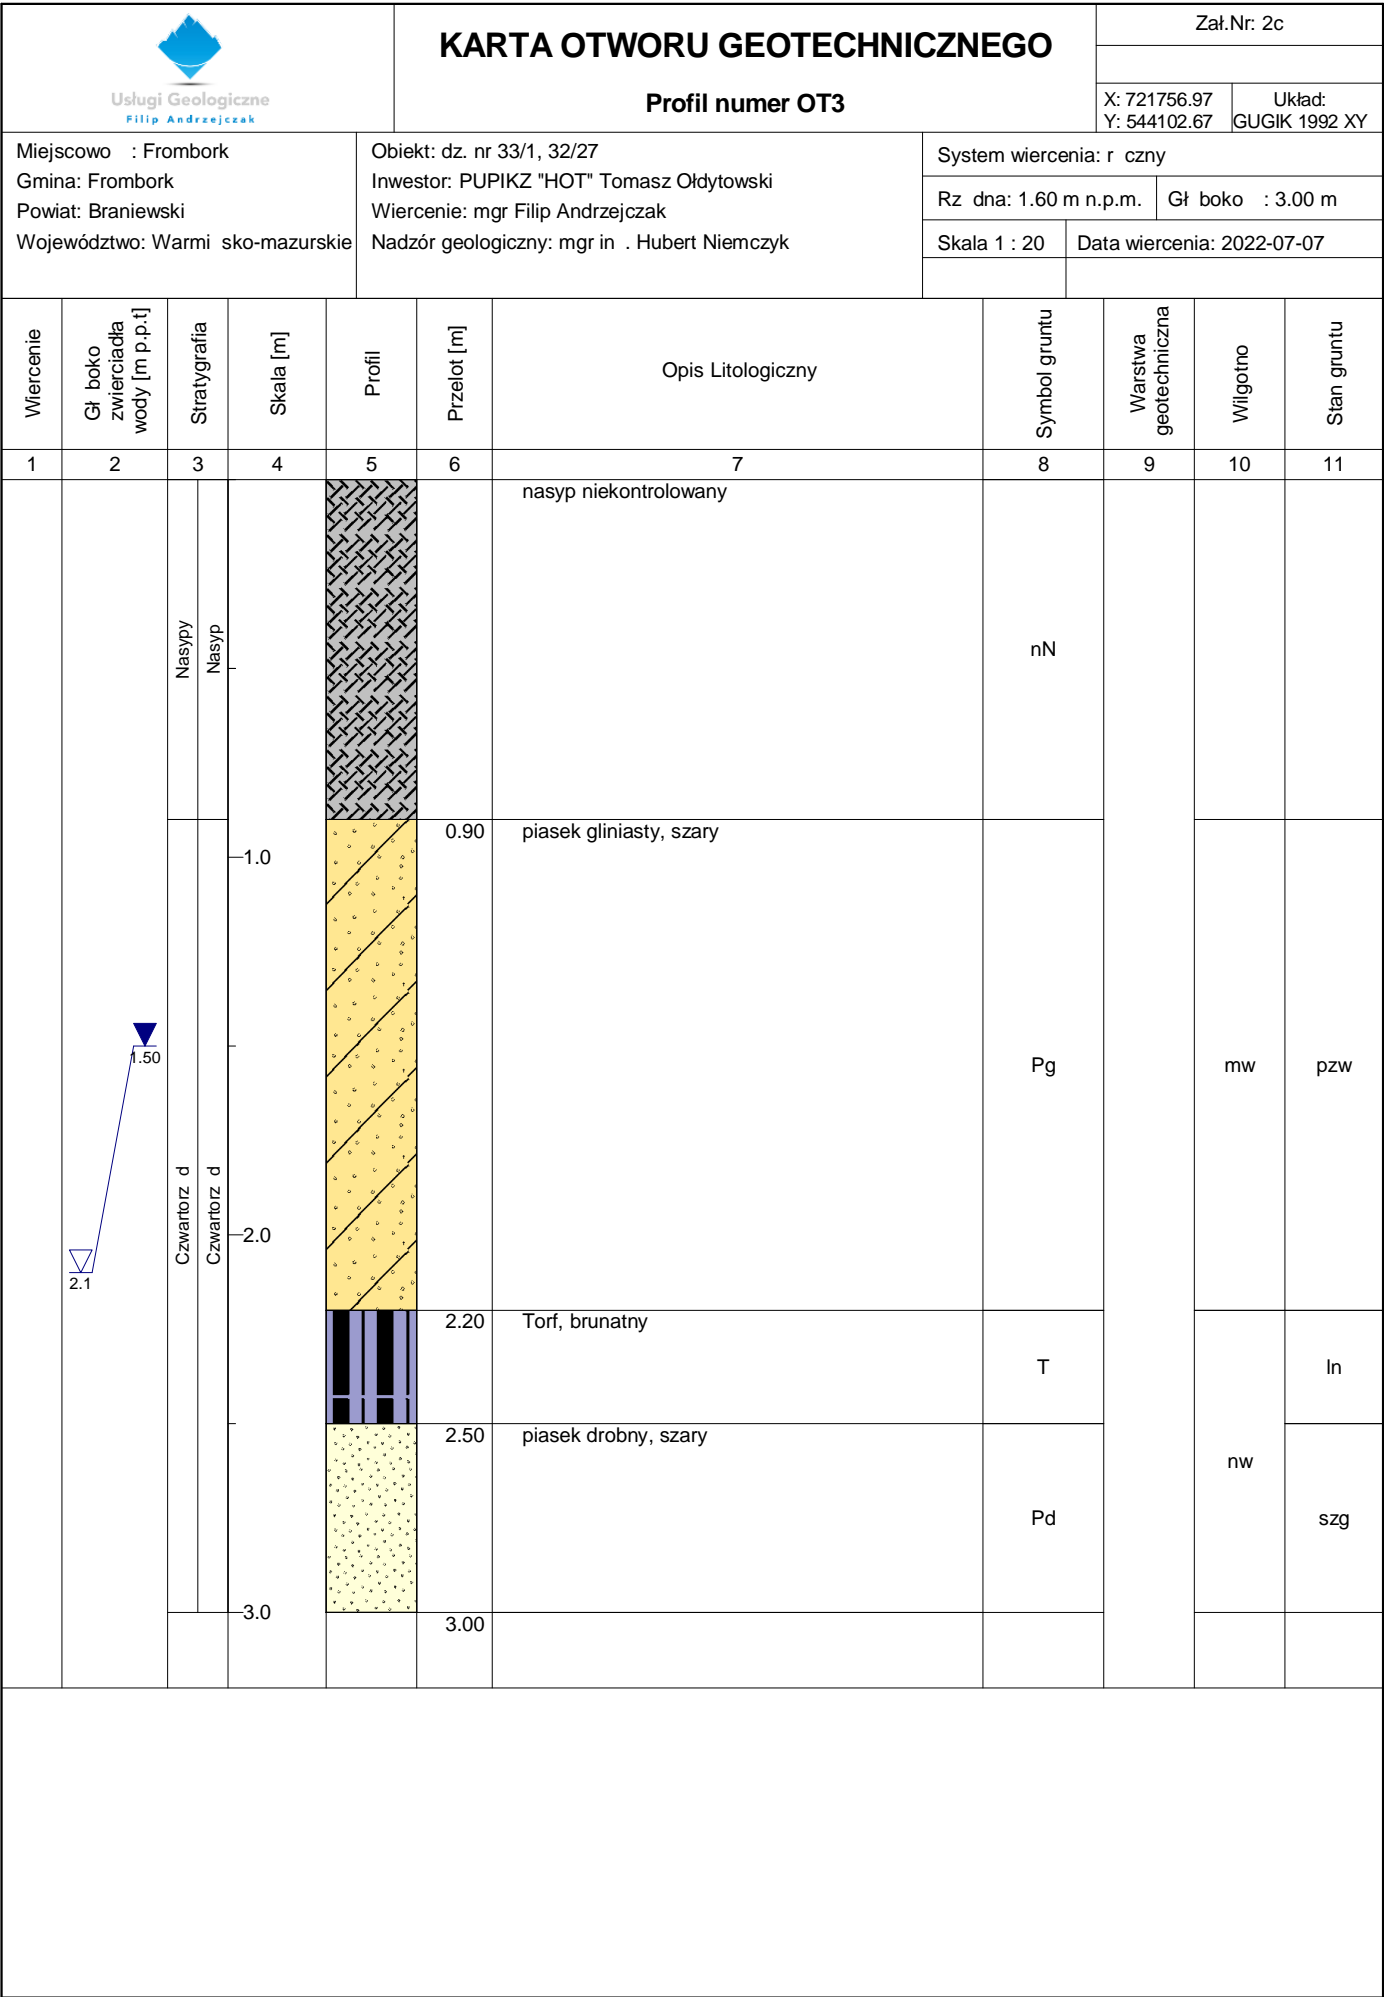 Usługi Geologiczne
Filip Andrzejczak
KARTA OTWORU GEOTECHNICZNEGO
Profil numer OT3
Zał.Nr: 2c
X: 721756.97
Y: 544102.67
Układ:
GUGIK 1992 XY
Miejscowo : Frombork
Gmina: Frombork
Powiat: Braniewski
Województwo: Warmi sko-mazurskie
Obiekt: dz. nr 33/1, 32/27
Inwestor: PUPIKZ "HOT" Tomasz Ołdytowski
Wiercenie: mgr Filip Andrzejczak
Nadzór geologiczny: mgr in . Hubert Niemczyk
System wiercenia: r czny
Rz dna: 1.60 m n.p.m.
Gł boko : 3.00 m
Skala 1 : 20
Data wiercenia: 2022-07-07
Wiercenie
Gł boko
zwierciadła
wody [m p.p.t]
Stratygrafia
Skala [m]
Profil
Przelot [m]
Opis Litologiczny
Symbol gruntu
Warstwa
geotechniczna
Wilgotno
Stan gruntu
1 2 3 4 5 6 7 8 9 10 11
nasyp niekontrolowany
Nasypy
Nasyp
nN
0.90 piasek gliniasty, szary
1.0
1.50
Pg mw pzw
Czwartorz d
Czwartorz d
2.0
2.1
2.20 Torf, brunatny
T ln
2.50 piasek drobny, szary
nw
Pd szg
3.0
3.00